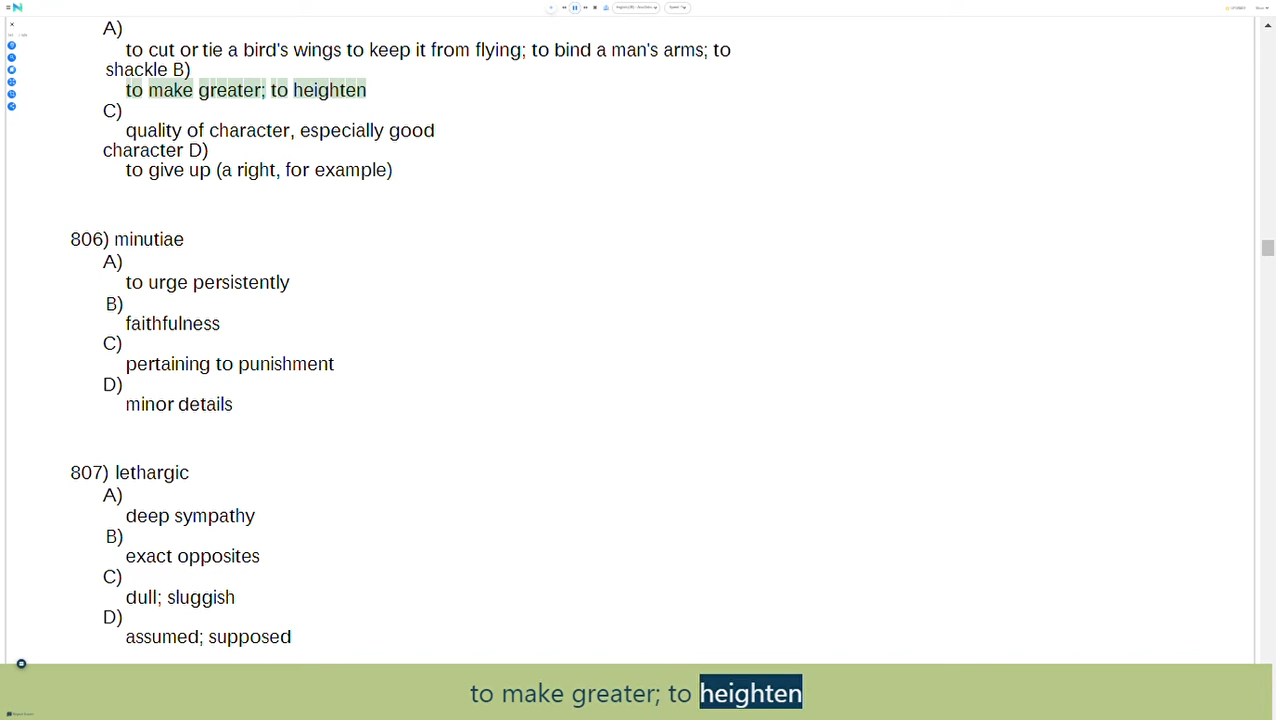 A)
to cut or tie a bird's wings to keep it from flying; to bind a man's arms; to
shackle B)
to make greater; to heighten
C)
quality of character, especially good
character D)
to give up (a right, for example)
806) minutiae
A)
to urge persistently
B)
faithfulness
C)
pertaining to punishment
D)
minor details
807) lethargic
A)
deep sympathy
B)
exact opposites
C)
dull; sluggish
D)
assumed; supposed
to make greater; to heighten